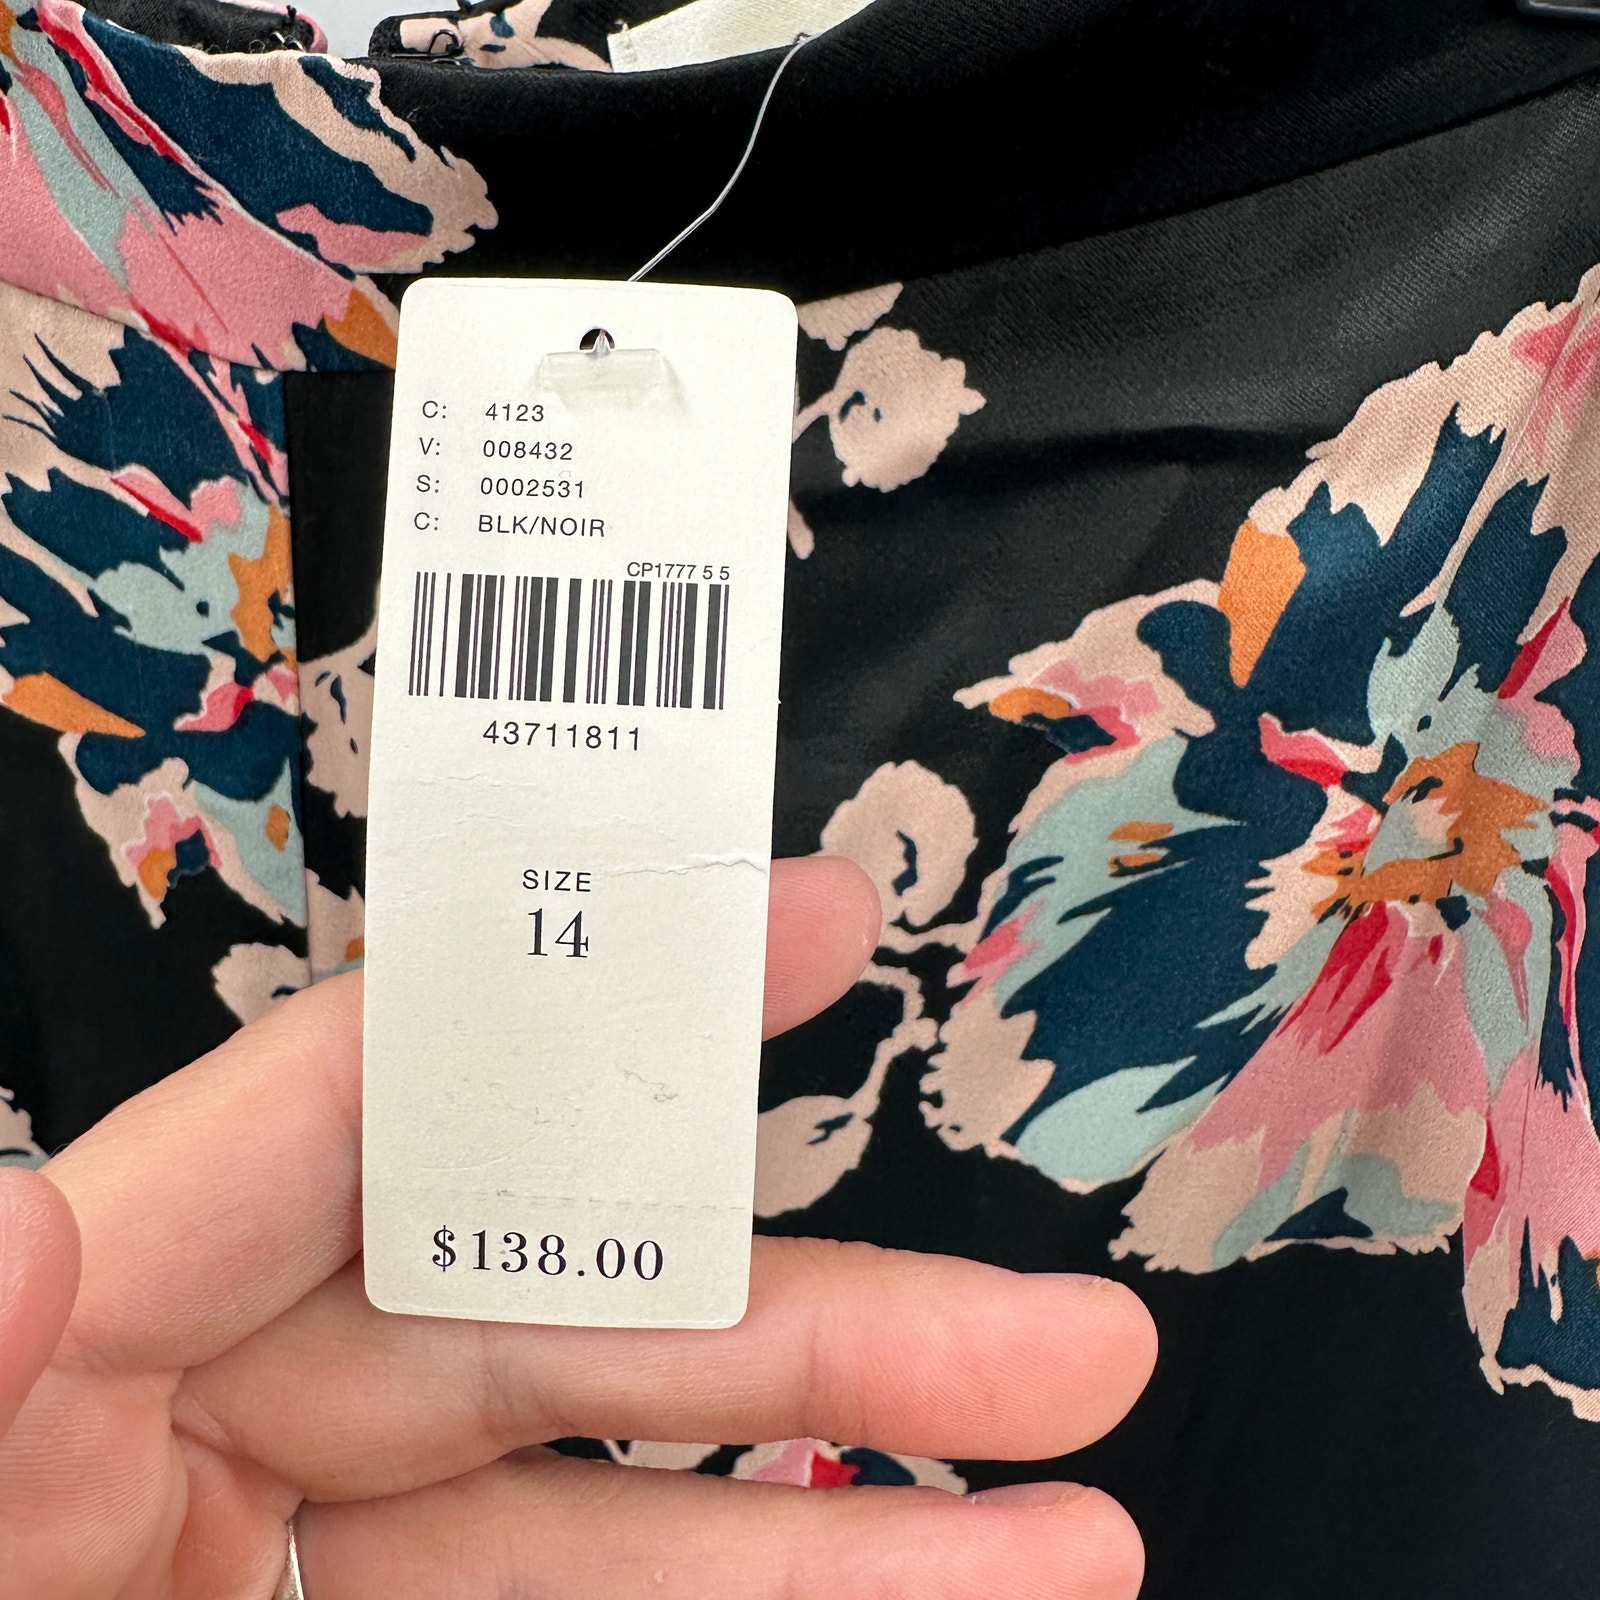 C: 4123
V: 008432
S: 0002531
C: BLK/NOIR
CP1777 5 5
43711811
SIZE
14
$138.00